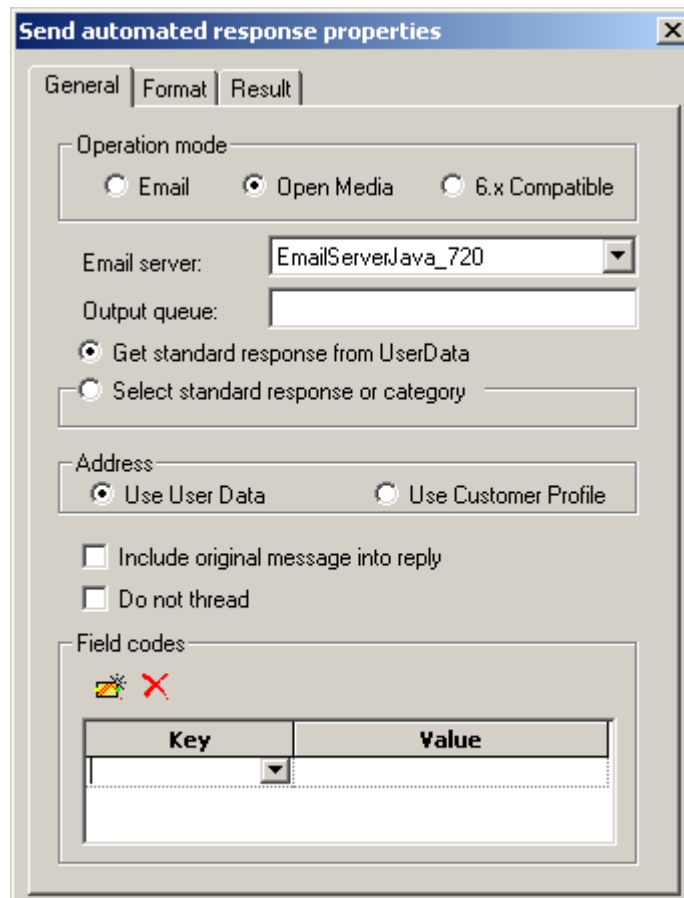 Send automated response properties
General Format Result
Operation mode
Email Open Media 6.x Compatible
Email server: EmailServerJava_720
Output queue:
Get standard response from UserData
Select standard response or category
Address
Use User Data Use Customer Profile
Include original message into reply
Do not thread
Field codes
Key Value